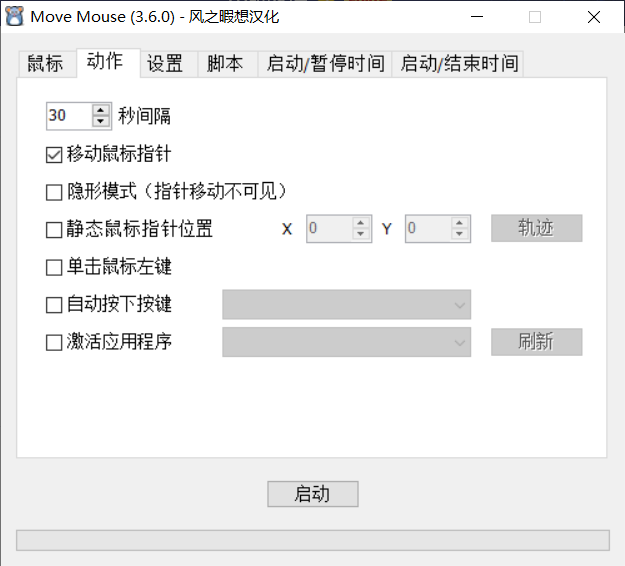 Move Mouse (3.6.0) - 风之暇想汉化
鼠标 动作 设置 脚本 启动/暂停时间 启动/结束时间
30 秒间隔
移动鼠标指针
隐形模式（指针移动不可见）
静态鼠标指针位置 X 0 Y 0 轨迹
单击鼠标左键
自动按下按键
激活应用程序 刷新
启动